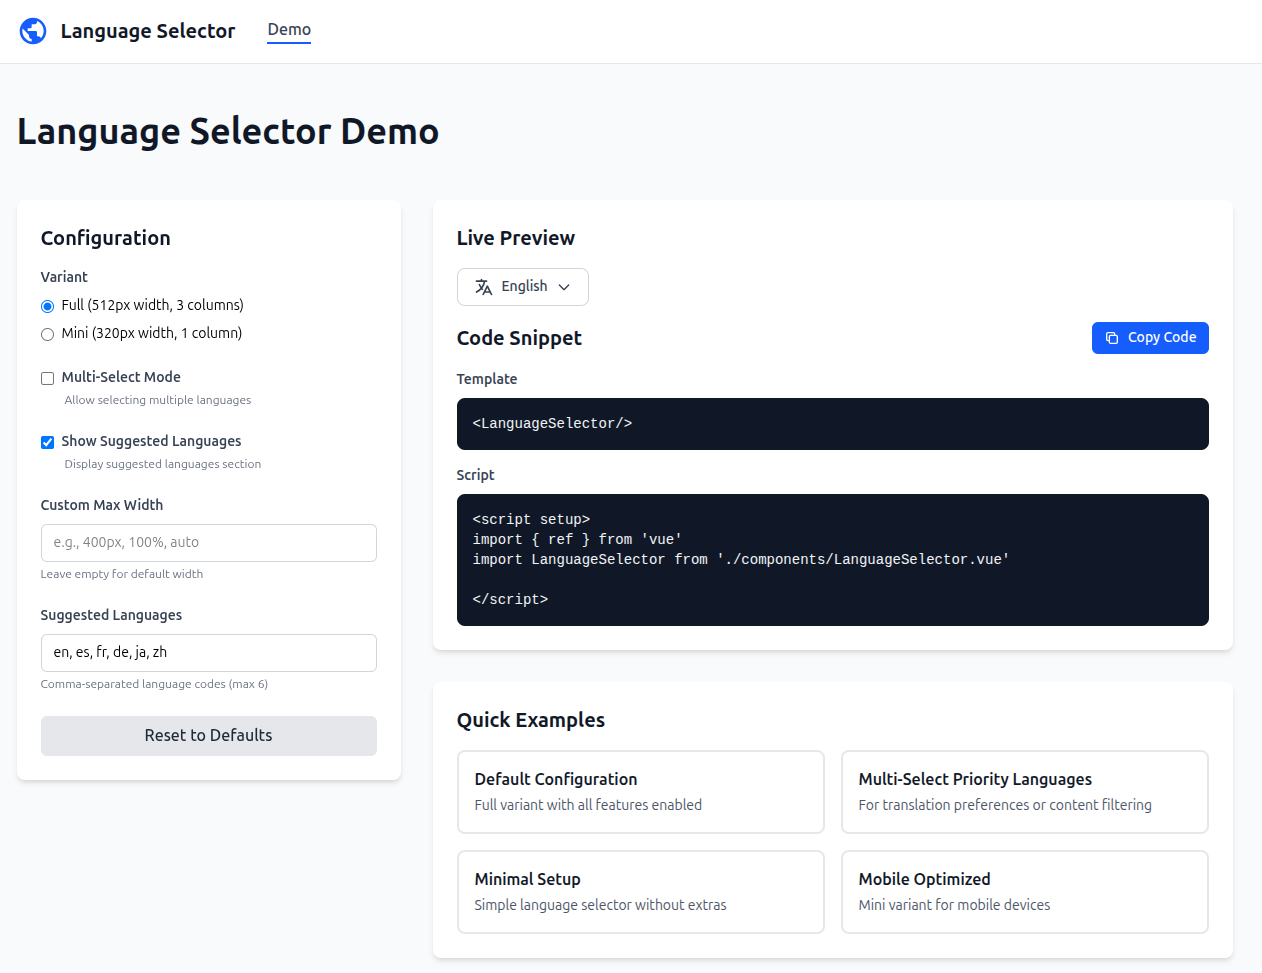 Language Selector
Demo
Language Selector Demo
Configuration
Variant
Full (512px width, 3 columns)
Mini (320px width, 1 column)
Multi-Select Mode
Allow selecting multiple languages
Show Suggested Languages
Display suggested languages section
Custom Max Width
e.g., 400px, 100%, auto
Leave empty for default width
Suggested Languages
en, es, fr, de, ja, zh
Comma-separated language codes (max 6)
Reset to Defaults
Live Preview
English
Code Snippet
Copy Code
Template
<LanguageSelector/>
Script
<script setup>
import { ref } from 'vue'
import LanguageSelector from './components/LanguageSelector.vue'
</script>
Quick Examples
Default Configuration
Full variant with all features enabled
Multi-Select Priority Languages
For translation preferences or content filtering
Minimal Setup
Simple language selector without extras
Mobile Optimized
Mini variant for mobile devices